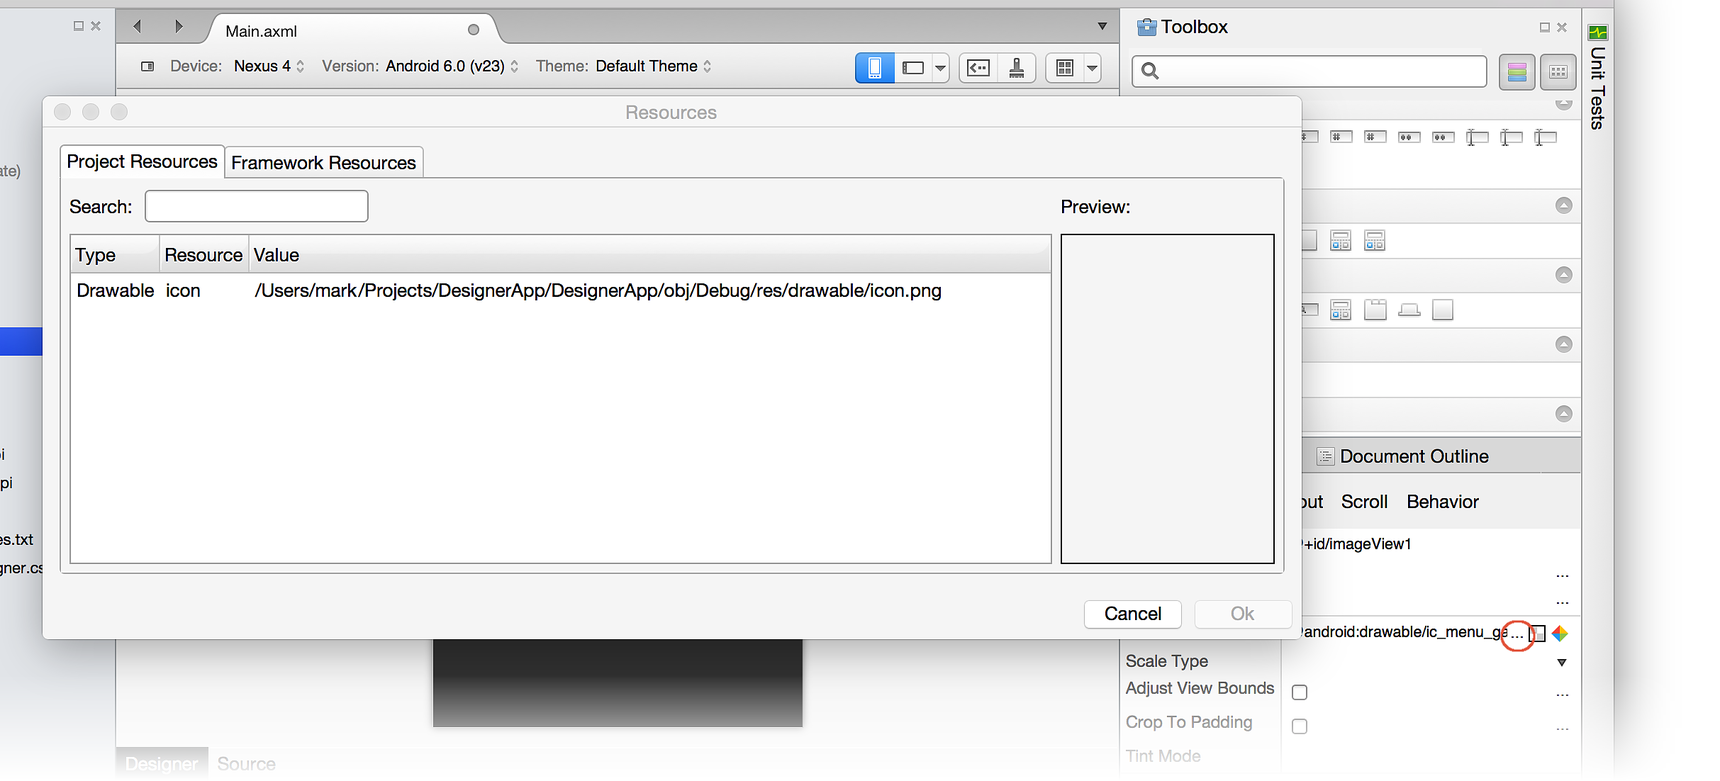 Main.axml
Toolbox
Device: Nexus 4 Version: Android 6.0 (v23) Theme: Default Theme
Unit Tests
Resources
Project Resources Framework Resources
Search:
Preview:
Type Resource Value
Drawable icon /Users/mark/Projects/DesignerApp/DesignerApp/obj/Debug/res/drawable/icon.png
Cancel Ok
ate)
pi
es.txt
gner.cs
Document Outline
out Scroll Behavior
+id/imageView1
...
...
android:drawable/ic_menu_ga ...
Scale Type
Adjust View Bounds ...
Crop To Padding ...
Tint Mode
Designer Source